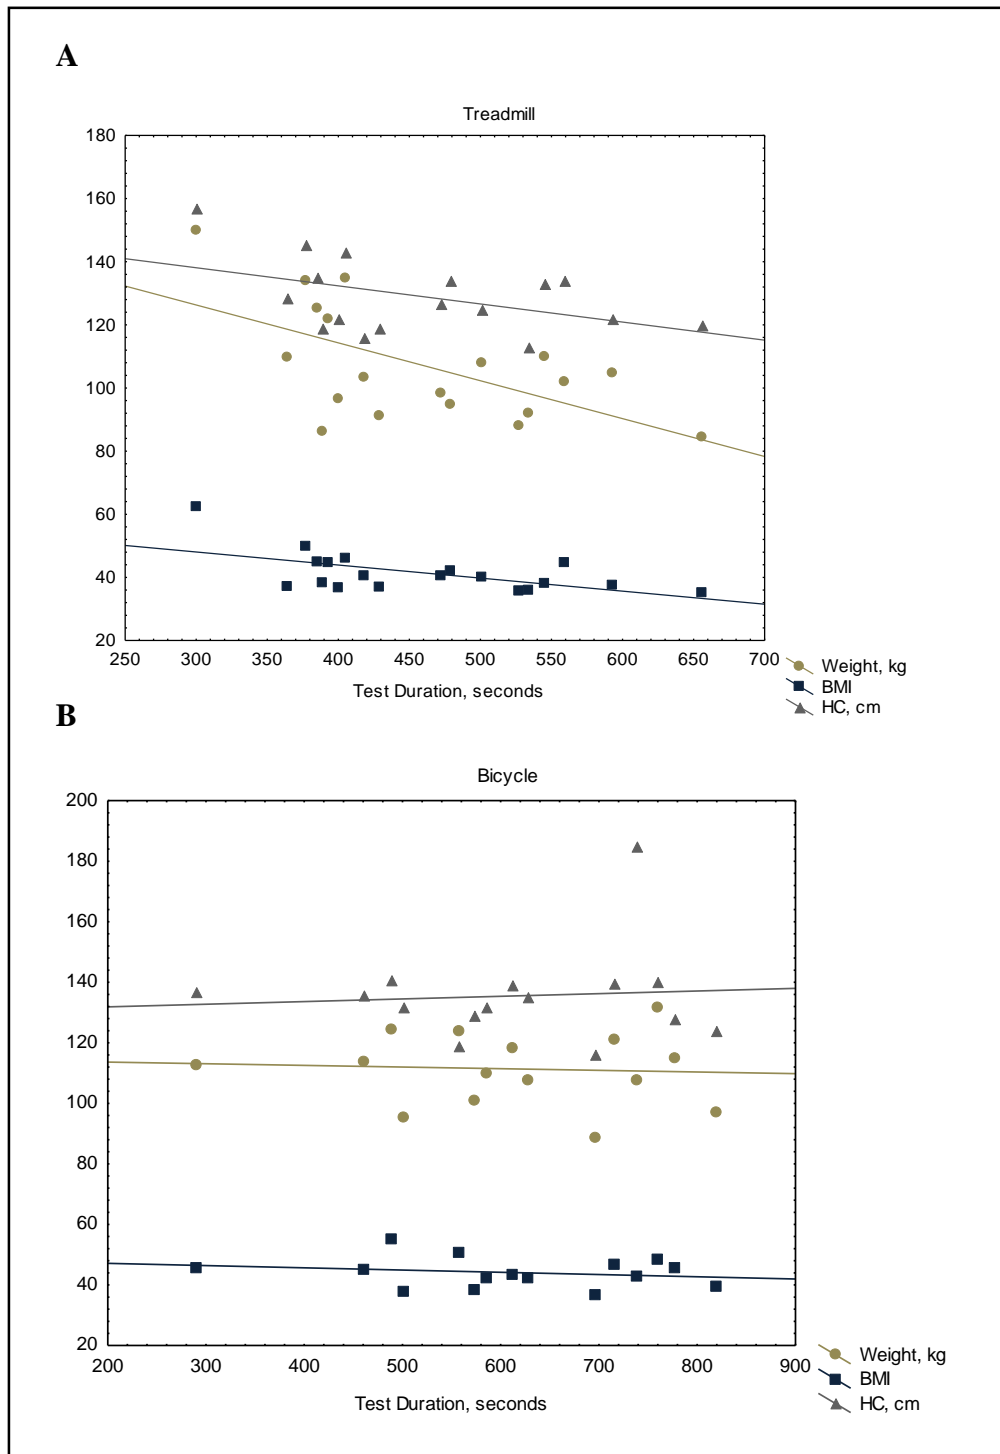 A
Treadmill
180
160
140
120
100
80
60
40
20
250 300 350 400 450 500 550 600 650 700
Test Duration, seconds
Weight, kg
BMI
HC, cm
B
Bicycle
200
180
160
140
120
100
80
60
40
20
200 300 400 500 600 700 800 900
Test Duration, seconds
Weight, kg
BMI
HC, cm